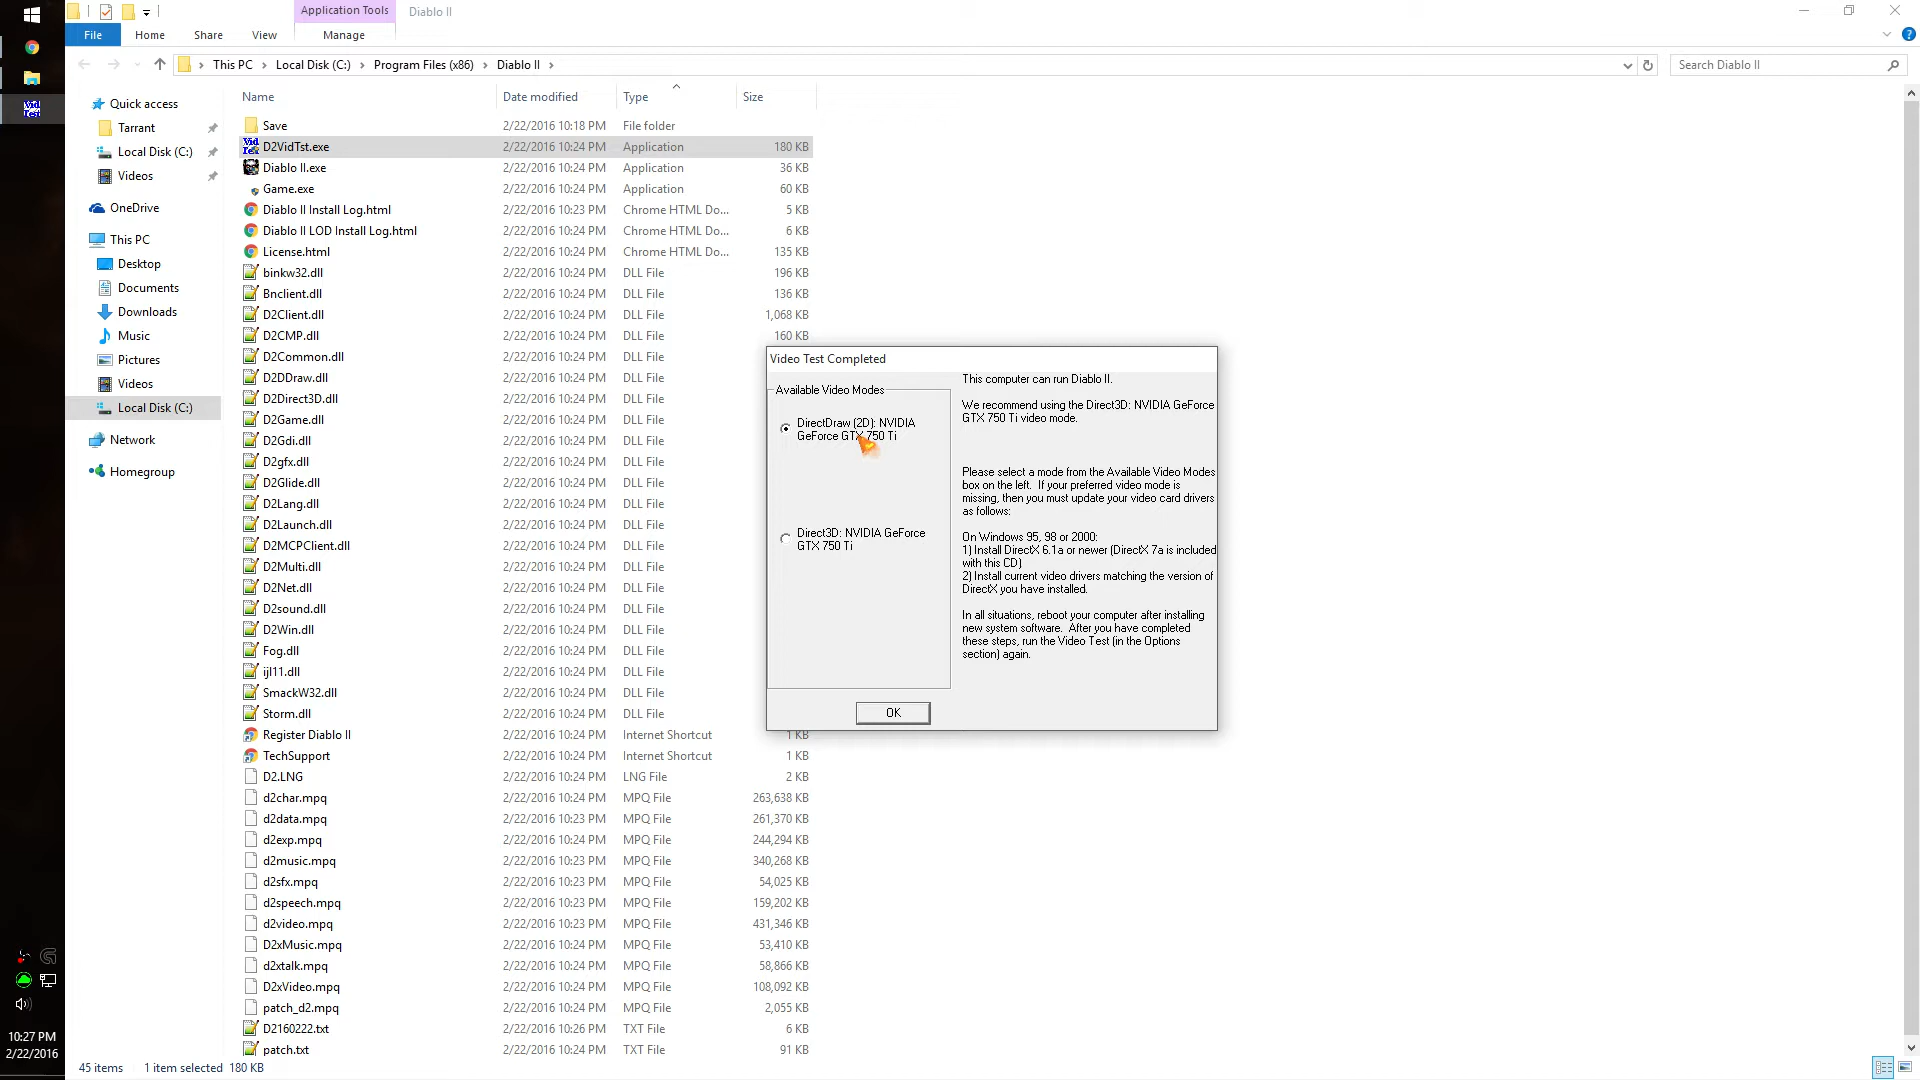 Application Tools
Diablo II
File
Home
Share
View
Manage
This PC
Local Disk (C:)
Program Files (x86)
Diablo II
Search Diablo II
Name
Date modified
Type
Size
Quick access
Tarrant
Local Disk (C:)
Videos
OneDrive
This PC
Desktop
Documents
Downloads
Music
Pictures
Videos
Local Disk (C:)
Network
Homegroup
Save 2/22/2016 10:18 PM File folder
D2VidTst.exe 2/22/2016 10:24 PM Application 180 KB
Diablo II.exe 2/22/2016 10:24 PM Application 36 KB
Game.exe 2/22/2016 10:24 PM Application 60 KB
Diablo II Install Log.html 2/22/2016 10:23 PM Chrome HTML Do... 5 KB
Diablo II LOD Install Log.html 2/22/2016 10:24 PM Chrome HTML Do... 6 KB
License.html 2/22/2016 10:24 PM Chrome HTML Do... 135 KB
binkw32.dll 2/22/2016 10:24 PM DLL File 196 KB
Bnclient.dll 2/22/2016 10:24 PM DLL File 136 KB
D2Client.dll 2/22/2016 10:24 PM DLL File 1,068 KB
D2CMP.dll 2/22/2016 10:24 PM DLL File 160 KB
D2Common.dll 2/22/2016 10:24 PM DLL File
D2DDraw.dll 2/22/2016 10:24 PM DLL File
D2Direct3D.dll 2/22/2016 10:24 PM DLL File
D2Game.dll 2/22/2016 10:24 PM DLL File
D2Gdi.dll 2/22/2016 10:24 PM DLL File
D2gfx.dll 2/22/2016 10:24 PM DLL File
D2Glide.dll 2/22/2016 10:24 PM DLL File
D2Lang.dll 2/22/2016 10:24 PM DLL File
D2Launch.dll 2/22/2016 10:24 PM DLL File
D2MCPClient.dll 2/22/2016 10:24 PM DLL File
D2Multi.dll 2/22/2016 10:24 PM DLL File
D2Net.dll 2/22/2016 10:24 PM DLL File
D2sound.dll 2/22/2016 10:24 PM DLL File
D2Win.dll 2/22/2016 10:24 PM DLL File
Fog.dll 2/22/2016 10:24 PM DLL File
ijl11.dll 2/22/2016 10:24 PM DLL File
SmackW32.dll 2/22/2016 10:24 PM DLL File
Storm.dll 2/22/2016 10:24 PM DLL File
Register Diablo II 2/22/2016 10:24 PM Internet Shortcut 1 KB
TechSupport 2/22/2016 10:24 PM Internet Shortcut 1 KB
D2.LNG 2/22/2016 10:24 PM LNG File 2 KB
d2char.mpq 2/22/2016 10:24 PM MPQ File 263,638 KB
d2data.mpq 2/22/2016 10:23 PM MPQ File 261,370 KB
d2exp.mpq 2/22/2016 10:24 PM MPQ File 244,294 KB
d2music.mpq 2/22/2016 10:23 PM MPQ File 340,268 KB
d2sfx.mpq 2/22/2016 10:23 PM MPQ File 54,025 KB
d2speech.mpq 2/22/2016 10:23 PM MPQ File 159,202 KB
d2video.mpq 2/22/2016 10:23 PM MPQ File 431,346 KB
D2xMusic.mpq 2/22/2016 10:24 PM MPQ File 53,410 KB
d2xtalk.mpq 2/22/2016 10:24 PM MPQ File 58,866 KB
D2xVideo.mpq 2/22/2016 10:24 PM MPQ File 108,092 KB
patch_d2.mpq 2/22/2016 10:24 PM MPQ File 2,055 KB
D2160222.txt 2/22/2016 10:26 PM TXT File 6 KB
patch.txt 2/22/2016 10:24 PM TXT File 91 KB
Video Test Completed
Available Video Modes
DirectDraw (2D): NVIDIA
GeForce GTX 750 Ti
Direct3D: NVIDIA GeForce
GTX 750 Ti
This computer can run Diablo II.
We recommend using the Direct3D: NVIDIA GeForce
GTX 750 Ti video mode.
Please select a mode from the Available Video Modes
box on the left. If your preferred video mode is
missing, then you must update your video card drivers
as follows:
On Windows 95, 98 or 2000:
1) Install DirectX 6.1a or newer (DirectX 7a is included
with this CD)
2) Install current video drivers matching the version of
DirectX you have installed.
In all situations, reboot your computer after installing
new system software. After you have completed
these steps, run the Video Test (in the Options
section) again.
OK
10:27 PM
2/22/2016
45 items
1 item selected 180 KB